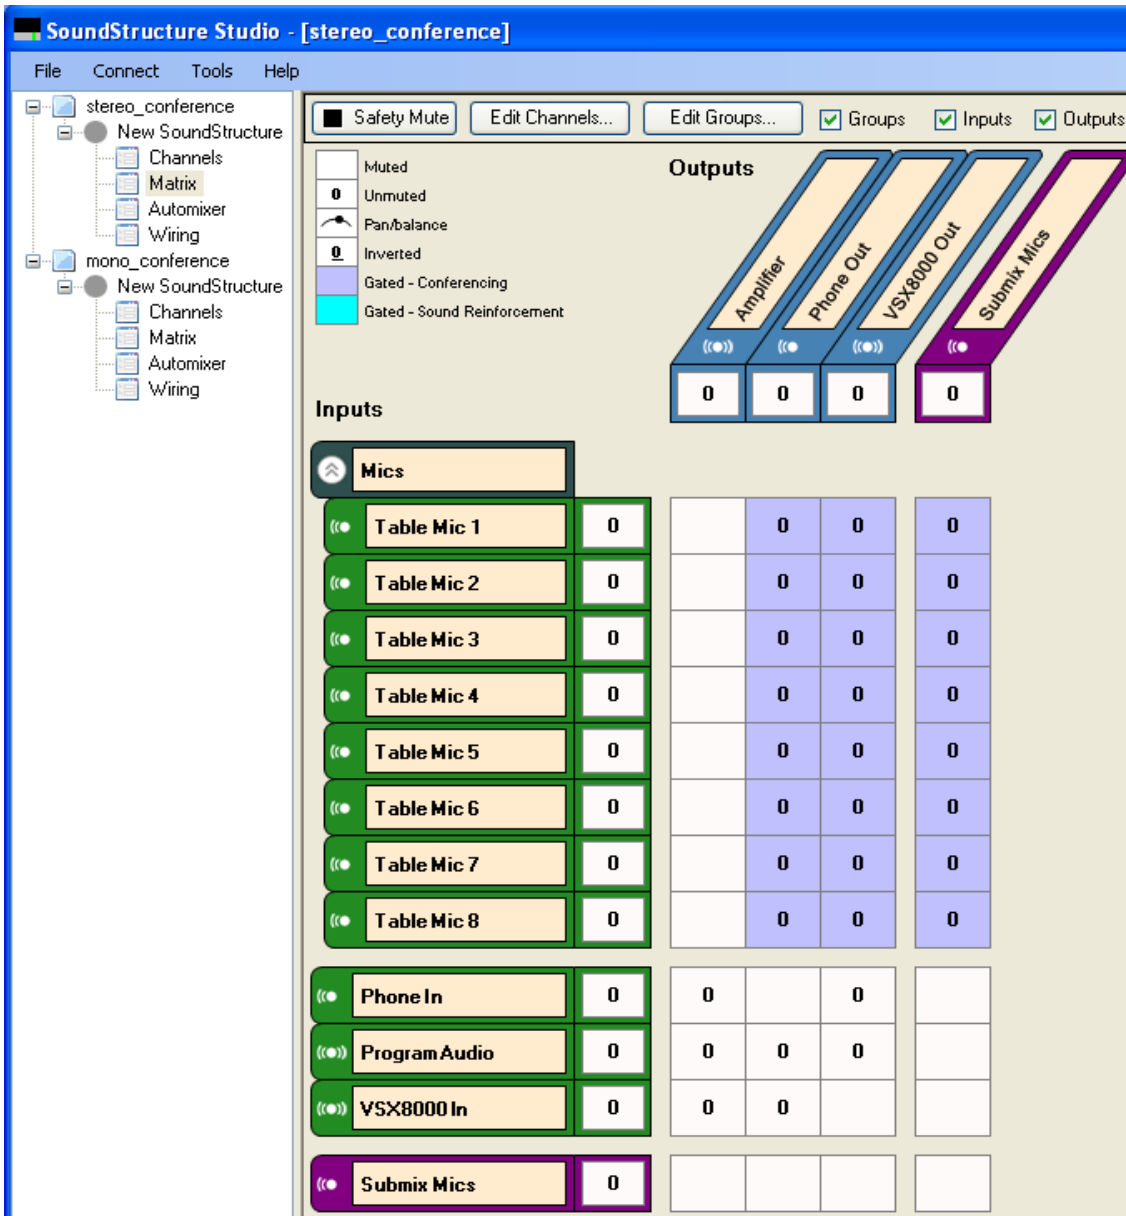 SoundStructure Studio - [stereo_conference]
File Connect Tools Help
stereo_conference
New SoundStructure
Channels
Matrix
Automixer
Wiring
mono_conference
New SoundStructure
Channels
Matrix
Automixer
Wiring
Safety Mute Edit Channels... Edit Groups... Groups Inputs Outputs
Muted
0 Unmuted
Pan/balance
0 Inverted
Gated - Conferencing
Gated - Sound Reinforcement
Outputs
Amplifier
Phone Out
VSX8000 Out
Submix Mics
0 0 0 0
Inputs
Mics
Table Mic 1 0 0 0 0
Table Mic 2 0 0 0 0
Table Mic 3 0 0 0 0
Table Mic 4 0 0 0 0
Table Mic 5 0 0 0 0
Table Mic 6 0 0 0 0
Table Mic 7 0 0 0 0
Table Mic 8 0 0 0 0
Phone In 0 0 0
Program Audio 0 0 0 0
VSX8000 In 0 0 0
Submix Mics 0